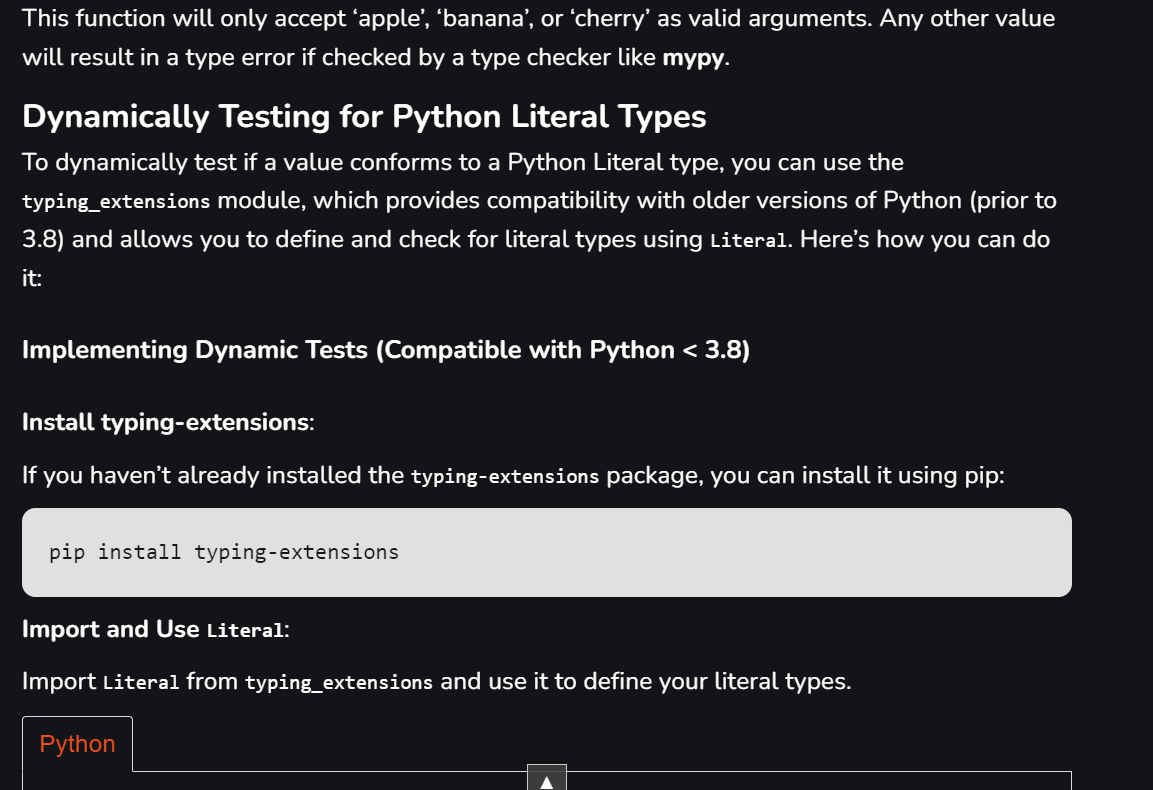 This function will only accept ‘apple’, ‘banana’, or ‘cherry’ as valid arguments. Any other value
will result in a type error if checked by a type checker like mypy.
Dynamically Testing for Python Literal Types
To dynamically test if a value conforms to a Python Literal type, you can use the
typing_extensions module, which provides compatibility with older versions of Python (prior to
3.8) and allows you to define and check for literal types using Literal. Here’s how you can do
it:
Implementing Dynamic Tests (Compatible with Python < 3.8)
Install typing-extensions:
If you haven’t already installed the typing-extensions package, you can install it using pip:
pip install typing-extensions
Import and Use Literal:
Import Literal from typing_extensions and use it to define your literal types.
Python